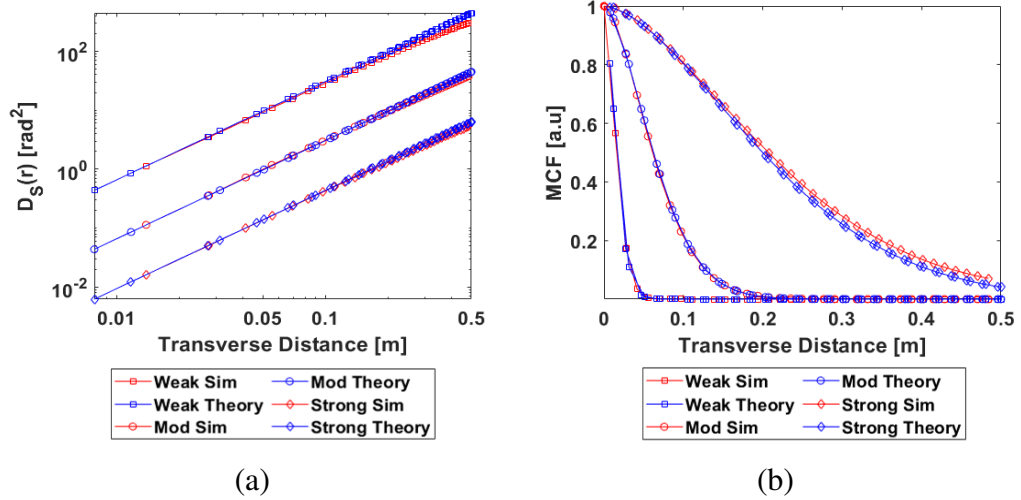 (a)
D_S(r) [rad^2]
10^2
10^0
10^-2
0.01 0.05 0.1 0.5
Transverse Distance [m]
Weak Sim Mod Theory
Weak Theory Strong Sim
Mod Sim Strong Theory
(a)
(b)
MCF [a.u]
1
0.8
0.6
0.4
0.2
0 0.1 0.2 0.3 0.4 0.5
Transverse Distance [m]
Weak Sim Mod Theory
Weak Theory Strong Sim
Mod Sim Strong Theory
(b)